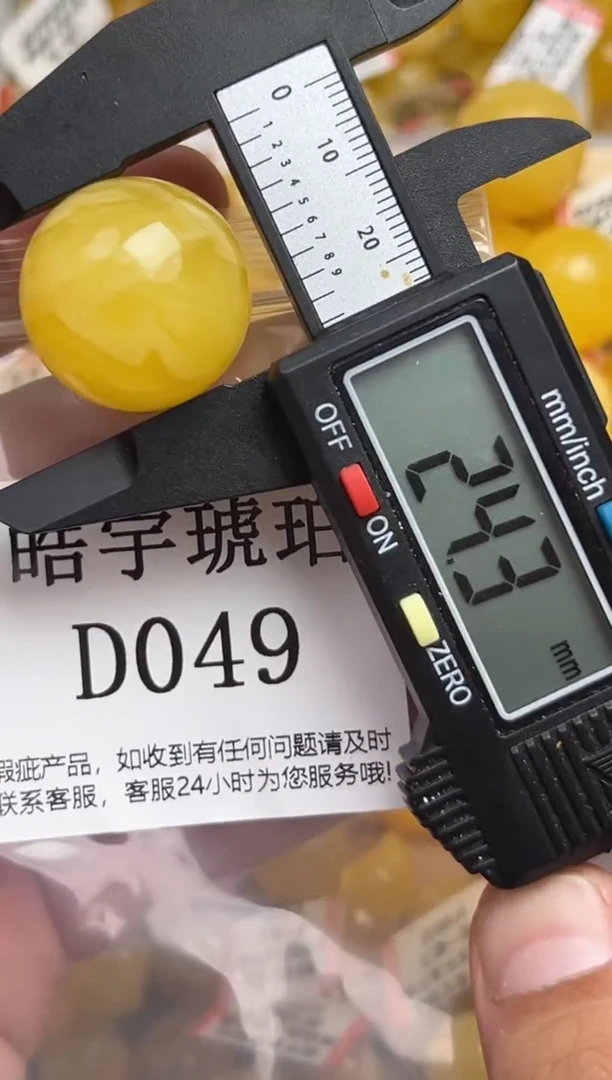 0
10
20
1 2 3 4 5 6 7 8 9
OFF
ON
ZERO
mm/inch
24.3
mm
皓宇琥珀
D049
瑕疵产品，如收到有任何问题请及时
联系客服，客服24小时为您服务哦!